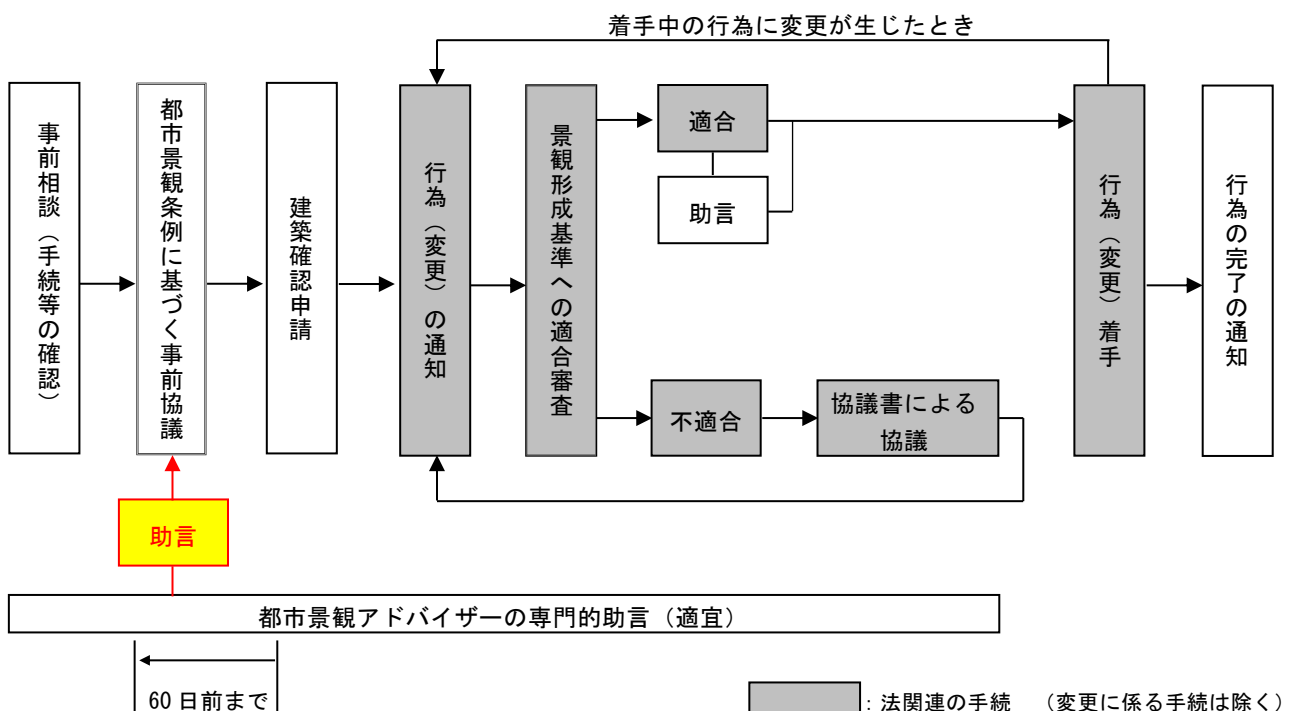 着手中の行為に変更が生じたとき
事前相談（手続等の確認）
都市景観条例に基づく事前協議
建築確認申請
行為（変更）の通知
景観形成基準への適合審査
適合
助言
不適合
協議書による
協議
行為（変更）着手
行為の完了の通知
助言
都市景観アドバイザーの専門的助言（適宜）
60日前まで
：法関連の手続　（変更に係る手続は除く）